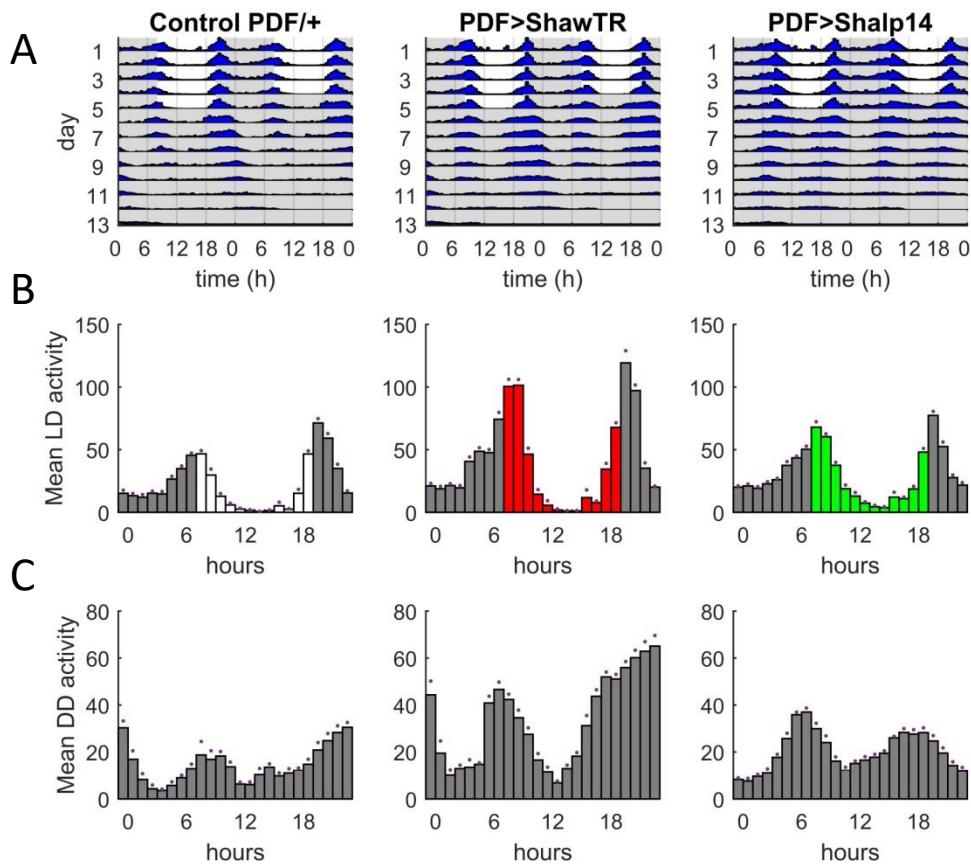 Control PDF/+ PDF>ShawTR PDF>Shalp14
A
day
1
3
5
7
9
11
13
0 6 12 18 0 6 12 18 0
0 6 12 18 0 6 12 18 0
0 6 12 18 0 6 12 18 0
time (h) time (h) time (h)
1
3
5
7
9
11
13
1
3
5
7
9
11
13
B
Mean LD activity
150
100
50
0
150
100
50
0
150
100
50
0
0 6 12 18
0 6 12 18
0 6 12 18
hours hours hours
C
Mean DD activity
80
60
40
20
0
80
60
40
20
0
80
60
40
20
0
0 6 12 18
0 6 12 18
0 6 12 18
hours hours hours